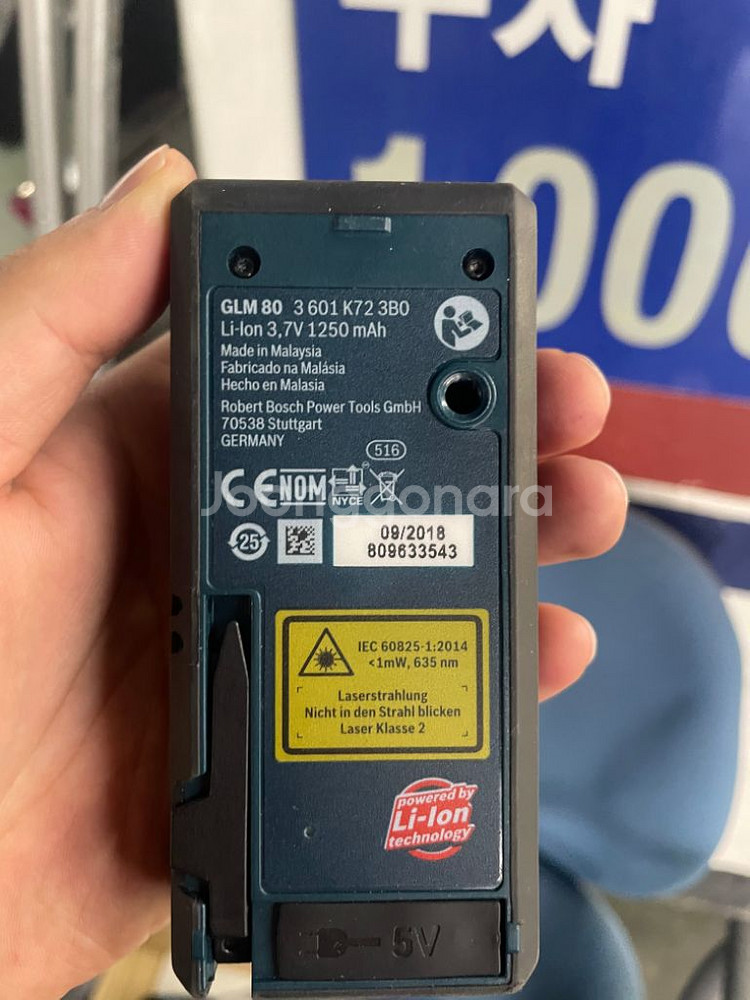 GLM 80 3 601 K72 3B0
Li-Ion 3,7V 1250 mAh
Made in Malaysia
Fabricado na Malásia
Hecho en Malasia
Robert Bosch Power Tools GmbH
70538 Stuttgart
GERMANY
516
CE NOM NYCE
Joongonara
25
09/2018
809633543
IEC 60825-1:2014
<1mW, 635 nm
Laserstrahlung
Nicht in den Strahl blicken
Laser Klasse 2
powered by
Li-Ion
technology
5V